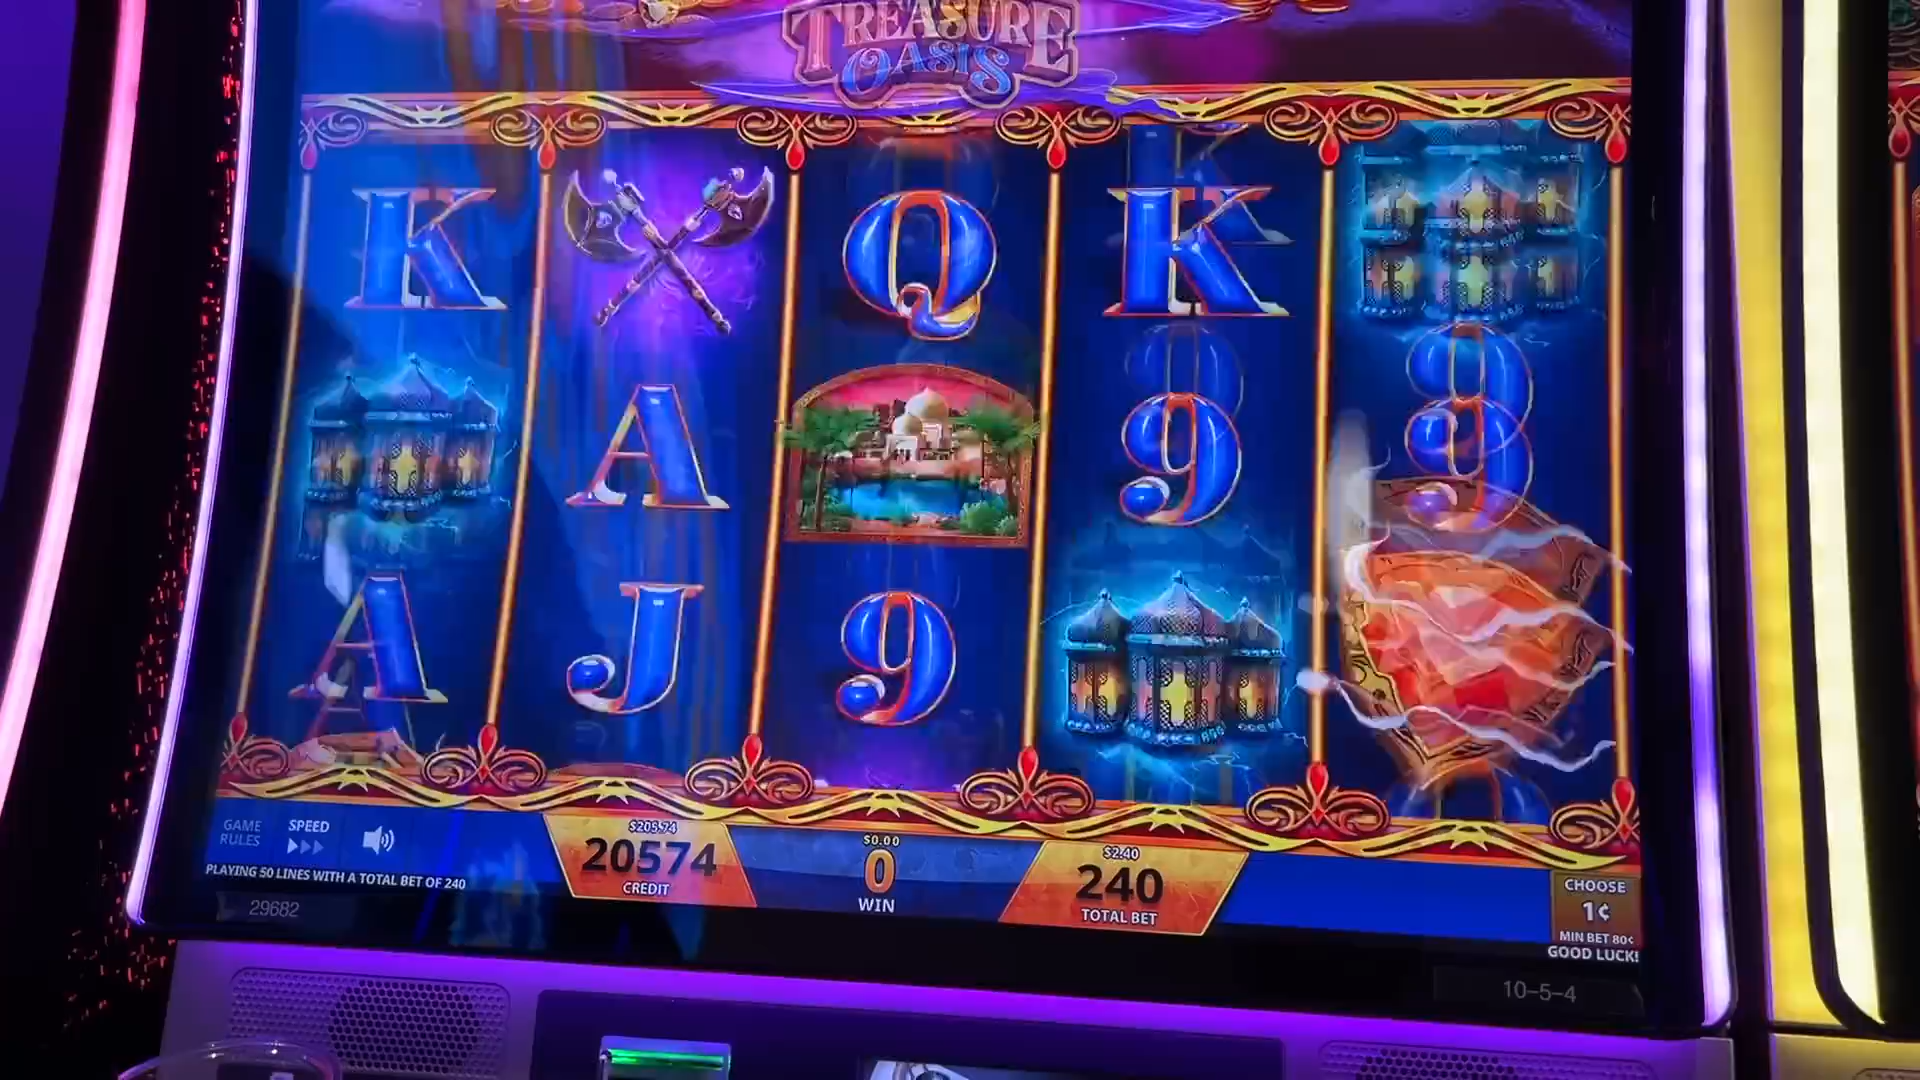 TREASURE
OASIS
K Q K
A 9 9
A J 9
GAME
RULES
SPEED
PLAYING 50 LINES WITH A TOTAL BET OF 240
29682
$205.74
20574
CREDIT
$0.00
0
WIN
$2.40
240
TOTAL BET
CHOOSE
1¢
MIN BET 80¢
GOOD LUCK!
10-5-4